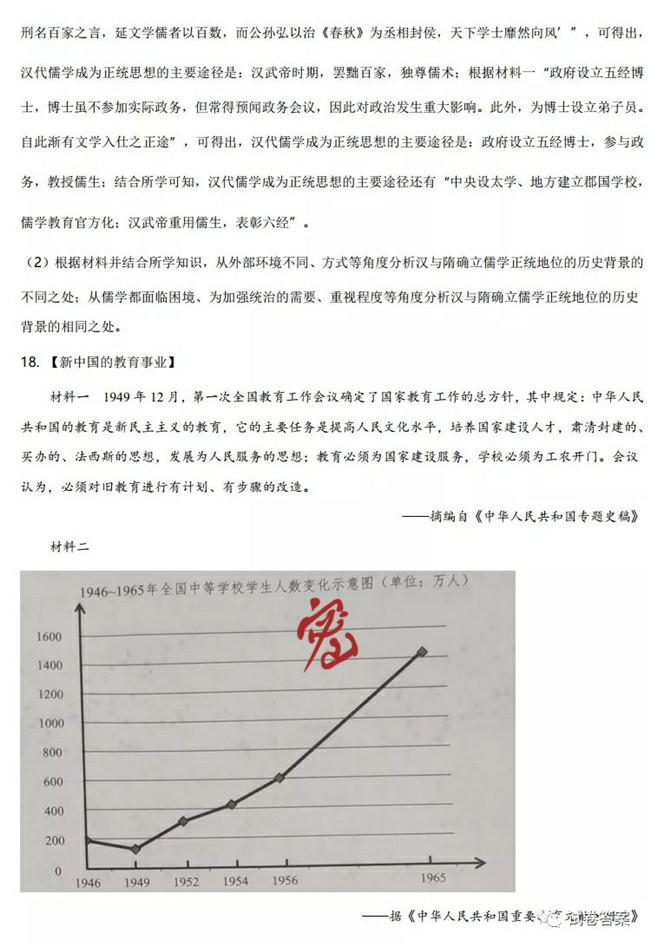 刑名百家之言，延文学儒者以百数，而公孙弘以治《春秋》为丞相封侯，天下学士靡然向风’”，可得出，
汉代儒学成为正统思想的主要途径是：汉武帝时期，罢黜百家，独尊儒术；根据材料一“政府设立五经博
士，博士虽不参加实际政务，但常得预闻政务会议，因此对政治发生重大影响。此外，为博士设立弟子员。
自此渐有文学入仕之正途”，可得出，汉代儒学成为正统思想的主要途径是：政府设立五经博士，参与政
务，教授儒生；结合所学可知，汉代儒学成为正统思想的主要途径还有“中央设太学、地方建立郡国学校，
儒学教育官方化；汉武帝重用儒生，表彰六经”。
（2）根据材料并结合所学知识，从外部环境不同、方式等角度分析汉与隋确立儒学正统地位的历史背景的
不同之处；从儒学都面临困境、为加强统治的需要、重视程度等角度分析汉与隋确立儒学正统地位的历史
背景的相同之处。
18. 【新中国的教育事业】
材料一 1949年12月，第一次全国教育工作会议确定了国家教育工作的总方针，其中规定：中华人民
共和国的教育是新民主主义的教育，它的主要任务是提高人民文化水平，培养国家建设人才，肃清封建的、
买办的、法西斯的思想，发展为人民服务的思想；教育必须为国家建设服务，学校必须为工农开门。会议
认为，必须对旧教育进行有计划、有步骤的改造。
——摘编自《中华人民共和国专题史稿》
材料二
1946~1965年全国中等学校学生人数变化示意图（单位：万人）
1600
1400
1200
1000
800
600
400
200
0
1946 1949 1952 1954 1956 1965
——据《中华人民共和国重要
试卷答案